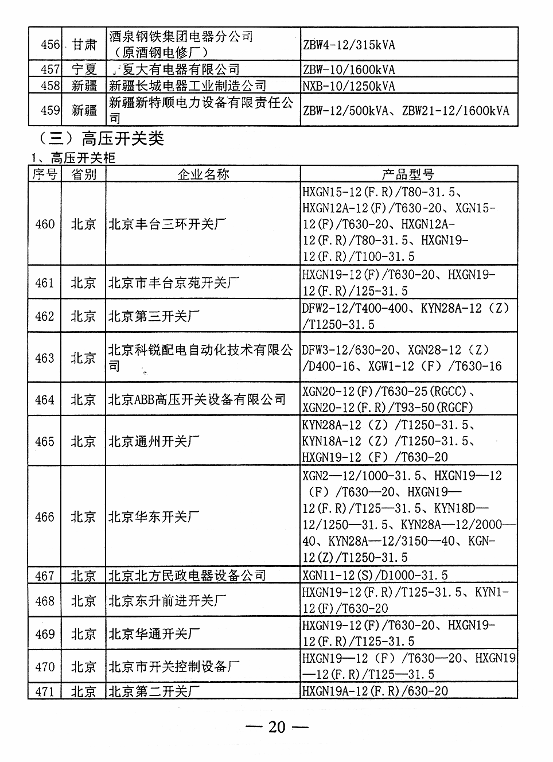 456 甘肃 酒泉钢铁集团电器分公司
（原酒钢电修厂） ZBW4-12/315kVA
457 宁夏 夏大有电器有限公司 ZBW-10/1600kVA
458 新疆 新疆长城电器工业制造公司 NXB-10/1250kVA
459 新疆 新疆新特顺电力设备有限责任公
司 ZBW-12/500kVA、ZBW21-12/1600kVA
（三）高压开关类
1、高压开关柜
序号 省别 企业名称 产品型号
460 北京 北京丰台三环开关厂 HXGN15-12(F.R)/T80-31.5、
HXGN12A-12(F)/T630-20、XGN15-
12(F)/T630-20、HXGN12A-
12(F.R)/T80-31.5、HXGN19-
12(F.R)/T100-31.5
461 北京 北京市丰台京苑开关厂 HXGN19-12(F)/T630-20、HXGN19-
12(F.R)/125-31.5
462 北京 北京第三开关厂 DFW2-12/T400-400、KYN28A-12（Z）
/T1250-31.5
463 北京 北京科锐配电自动化技术有限公
司 DFW3-12/630-20、XGN28-12（Z）
/D400-16、XGW1-12（F）/T630-16
464 北京 北京ABB高压开关设备有限公司 XGN20-12(F)/T630-25(RGCC)、
XGN20-12(F.R)/T93-50(RGCF)
465 北京 北京通州开关厂 KYN28A-12（Z）/T1250-31.5、
KYN18A-12（Z）/T1250-31.5、
HXGN19-12（F）/T630-20
466 北京 北京华东开关厂 XGN2—12/1000-31.5、HXGN19—12
（F）/T630—20、HXGN19—
12(F.R)/T125—31.5、KYN18D—
12/1250—31.5、KYN28A—12/2000—
40、KYN28A—12/3150—40、KGN-
12(Z)/T1250-31.5
467 北京 北京北方民政电器设备公司 XGN11-12(S)/D1000-31.5
468 北京 北京东升前进开关厂 HXGN19-12(F.R)/T125-31.5、KYN1-
12(F)/T630-20
469 北京 北京华通开关厂 HXGN19-12(F)/T630-20、HXGN19-
12(F.R)/T125-31.5
470 北京 北京市开关控制设备厂 HXGN19—12（F）/T630—20、HXGN19
—12(F.R)/T125—31.5
471 北京 北京第二开关厂 HXGN19A-12(F.R)/630-20
— 20 —